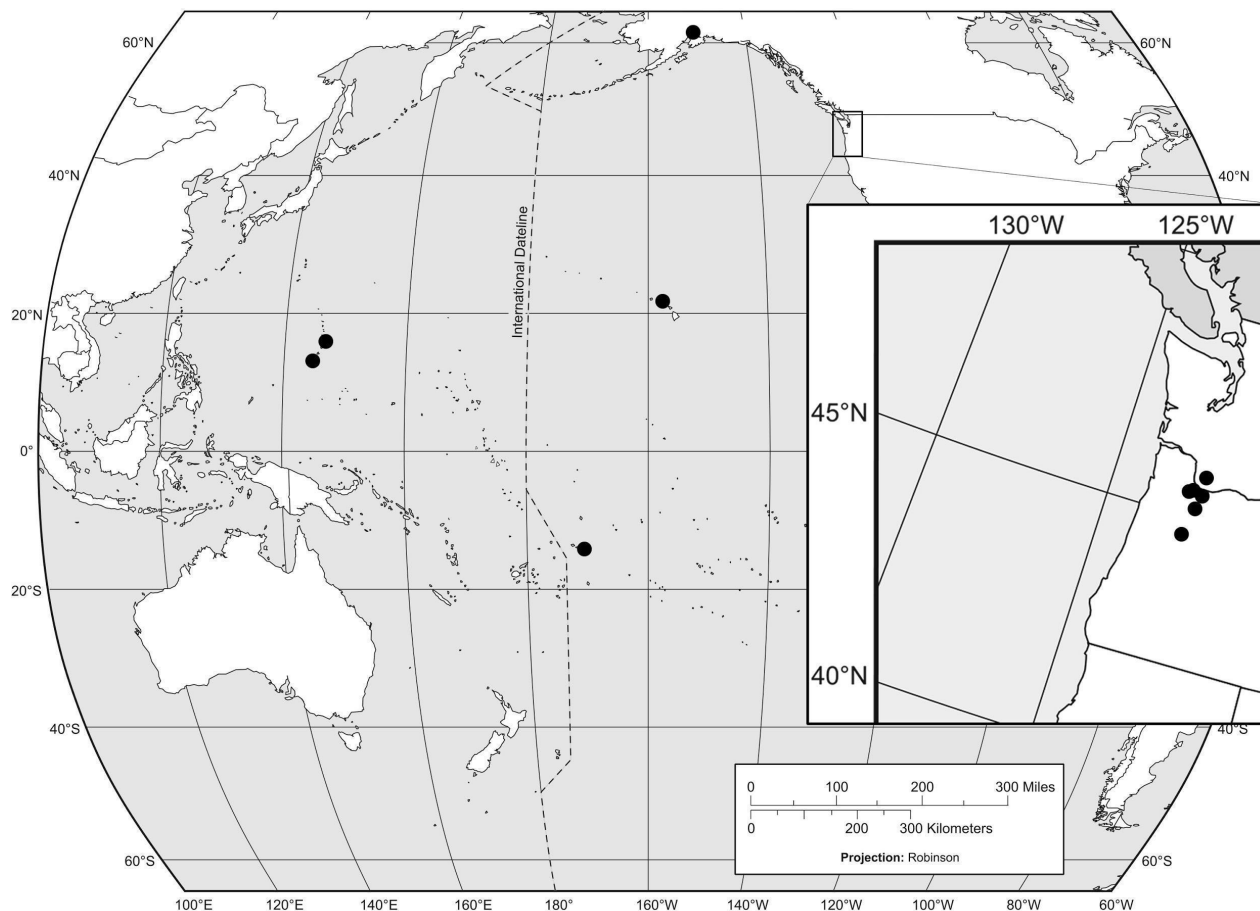 60°N
60°N
40°N
40°N
International Dateline
130°W
125°W
20°N
45°N
0°
20°S
40°N
40°S
40°S
0 100 200 300 Miles
0 200 300 Kilometers
Projection: Robinson
60°S
60°S
100°E 120°E 140°E 160°E 180° 160°W 140°W 120°W 100°W 80°W 60°W